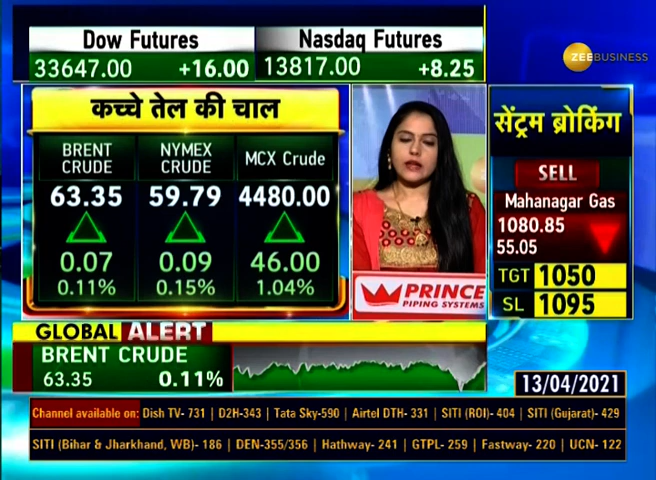 Dow Futures
33647.00 +16.00
Nasdaq Futures
13817.00 +8.25
ZEEBUSINESS
कच्चे तेल की चाल
BRENT CRUDE
63.35
0.07
0.11%
NYMEX CRUDE
59.79
0.09
0.15%
MCX Crude
4480.00
46.00
1.04%
PRINCE
PIPING SYSTEMS
सेंट्रम ब्रोकिंग
SELL
Mahanagar Gas
1080.85
55.05
TGT 1050
SL 1095
GLOBAL ALERT
BRENT CRUDE
63.35 0.11%
13/04/2021
Channel available on: Dish TV- 731 | D2H-343 | Tata Sky-590 | Airtel DTH- 331 | SITI (ROI)- 404 | SITI (Gujarat)- 429
SITI (Bihar & Jharkhand, WB)- 186 | DEN-355/356 | Hathway- 241 | GTPL- 259 | Fastway- 220 | UCN- 122